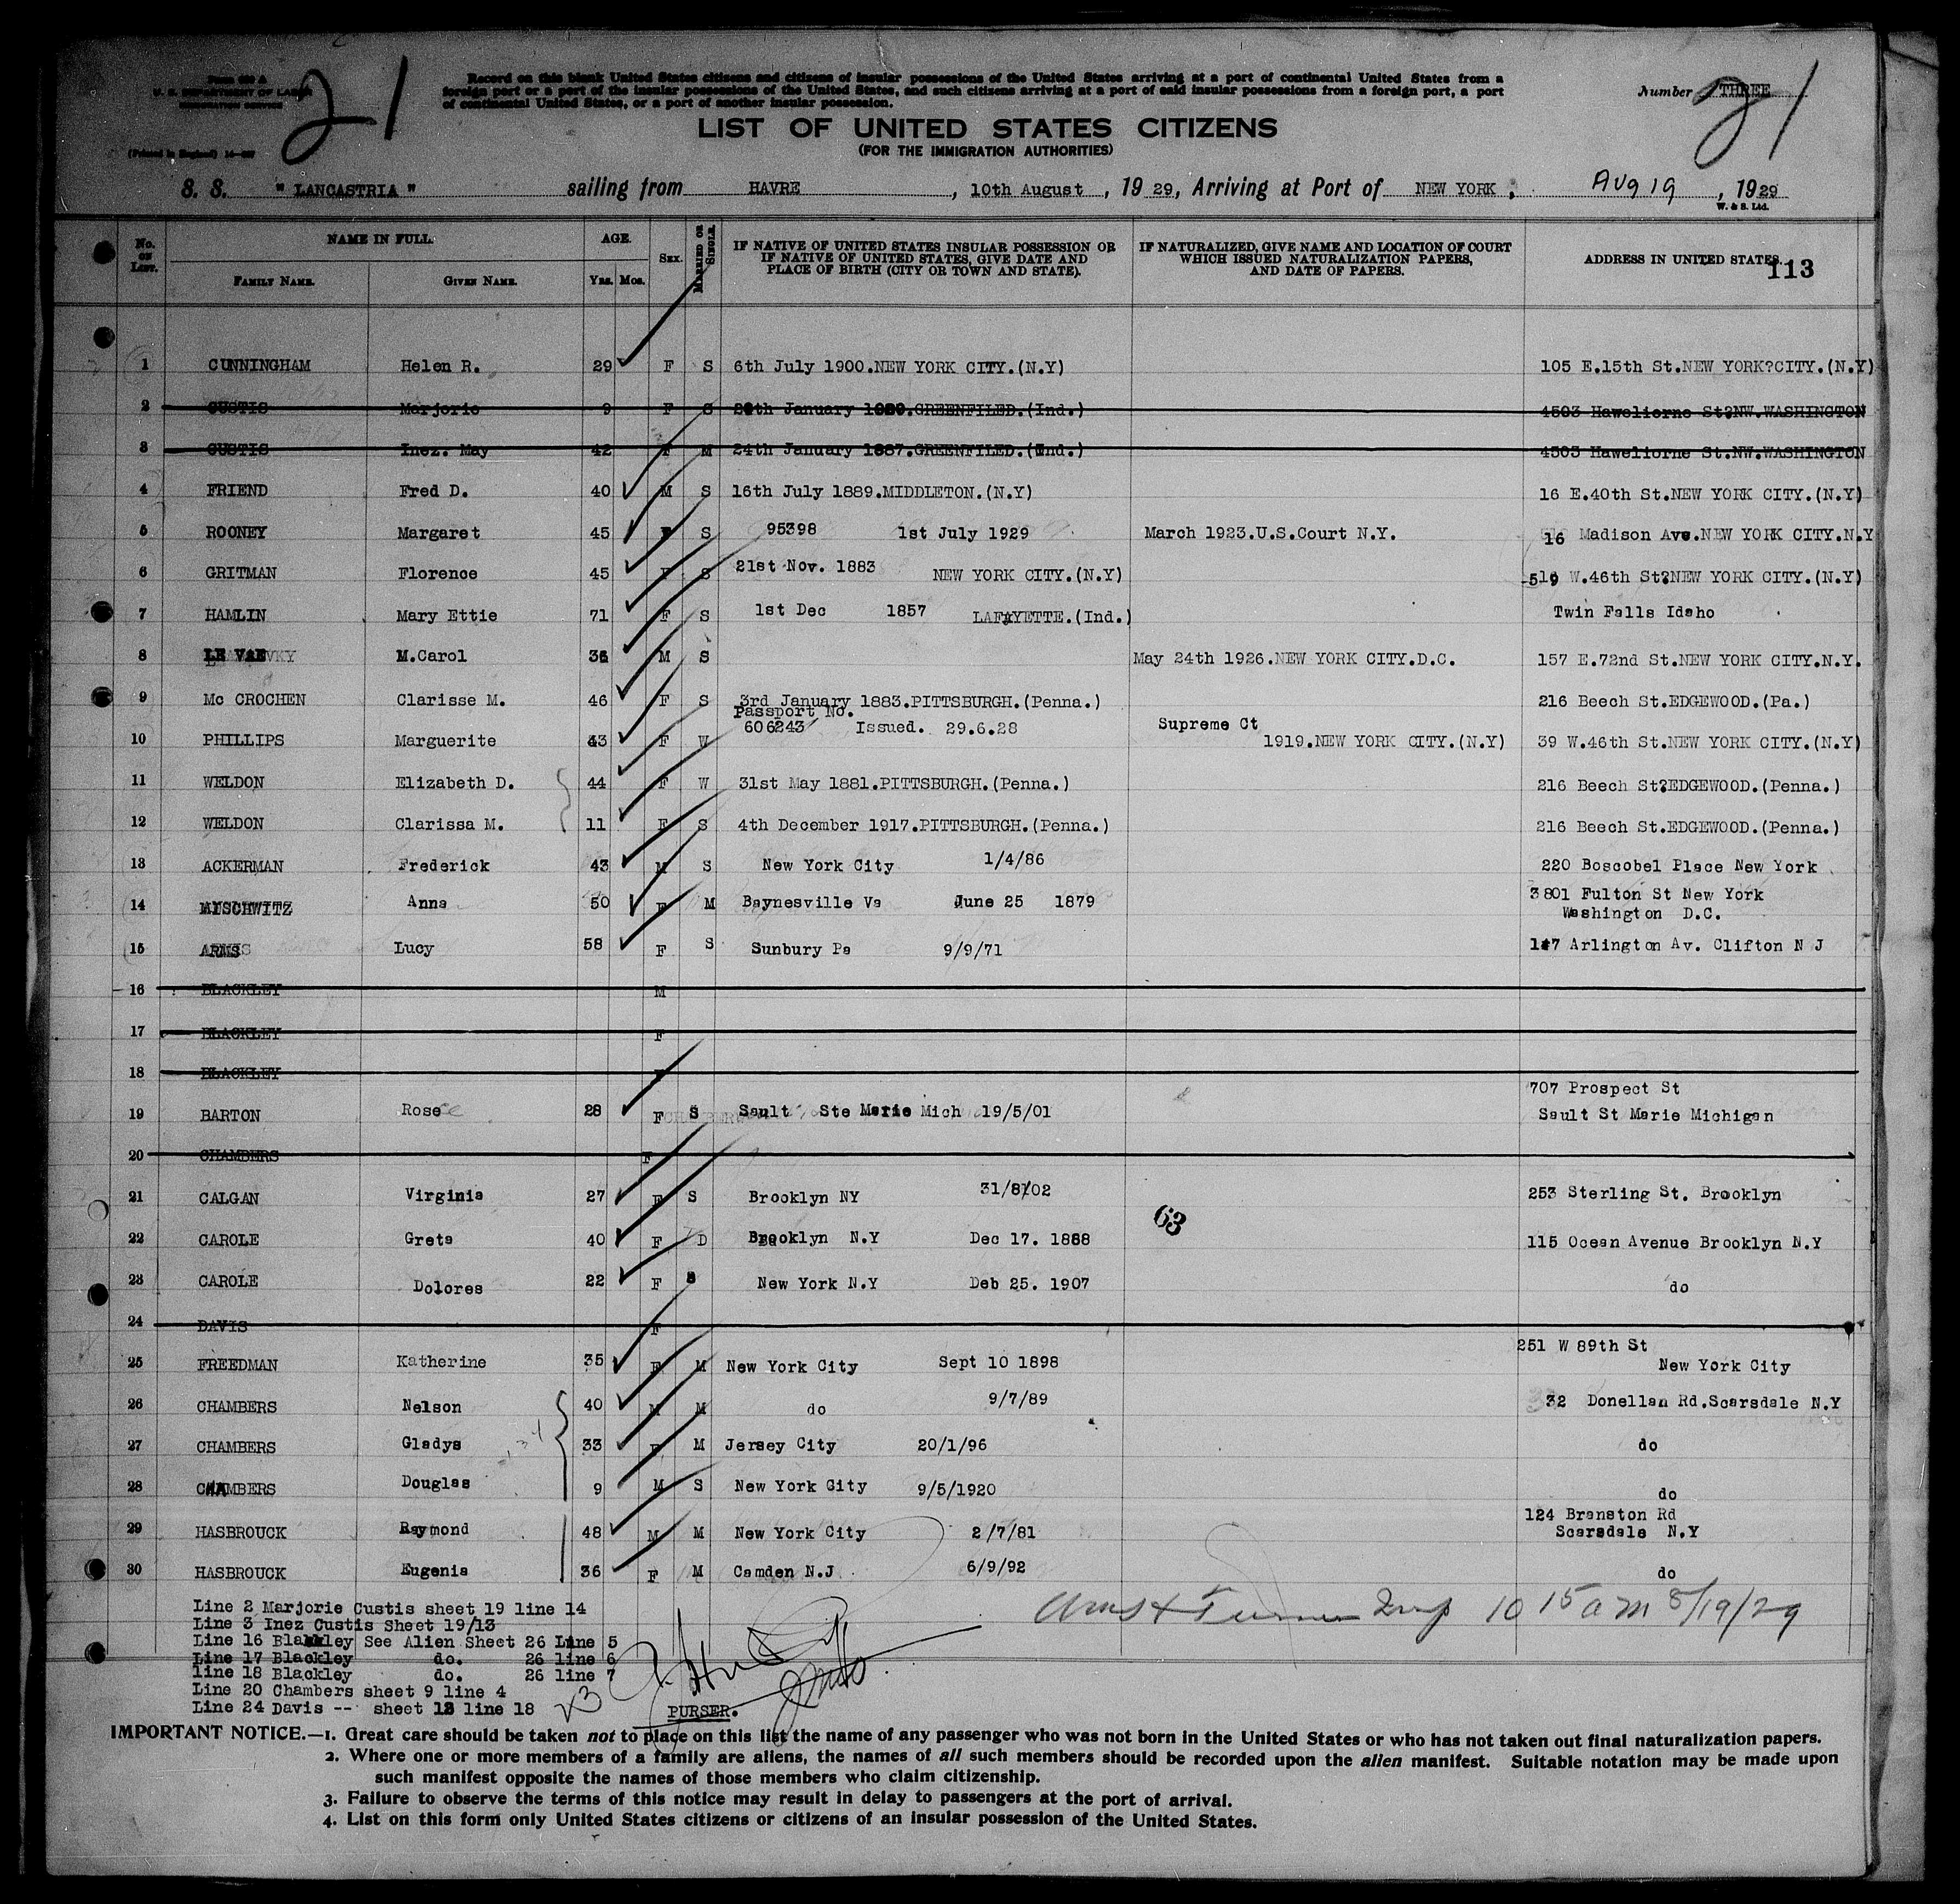 Form 630 A
U. S. DEPARTMENT OF LABOR
IMMIGRATION SERVICE
21
Record on this blank United States citizens and citizens of insular possessions of the United States arriving at a port of continental United States from a
foreign port or a port of the insular possessions of the United States, and such citizens arriving at a port of said insular possessions from a foreign port, a port
of continental United States, or a port of another insular possession.
Number THREE
21
LIST OF UNITED STATES CITIZENS
(FOR THE IMMIGRATION AUTHORITIES)
(Printed in England)
S. S. " LANCASTRIA " sailing from HAVRE, 10th August, 1929, Arriving at Port of NEW YORK, Aug 19, 1929
W. & S. Ltd.
No. ON LIST. NAME IN FULL. AGE. SEX. MARRIED OR SINGLE. IF NATIVE OF UNITED STATES INSULAR POSSESSION OR IF NATIVE OF UNITED STATES, GIVE DATE AND PLACE OF BIRTH (CITY OR TOWN AND STATE). IF NATURALIZED, GIVE NAME AND LOCATION OF COURT WHICH ISSUED NATURALIZATION PAPERS, AND DATE OF PAPERS. ADDRESS IN UNITED STATES.
113
FAMILY NAME. GIVEN NAME. YRS. MOS.
1 CUNNINGHAM Helen R. 29 F S 6th July 1900.NEW YORK CITY.(N.Y) 105 E.15th St.NEW YORK?CITY.(N.Y)
2 CUSTIS Marjorie 9 F S January GREENFILED.(Ind.) 4503 Haweliorne St?NW.WASHINGTON
3 CUSTIS Inez. May 42 F M 24th January 1887.GREENFILED.(Ind.) 4503 Haweliorne St.NW.WASHINGTON
4 FRIEND Fred D. 40 M S 16th July 1889.MIDDLETON.(N.Y) 16 E.40th St.NEW YORK CITY.(N.Y)
5 ROONEY Margaret 45 F S 95398 1st July 1929 March 1923.U.S.Court N.Y. 16 Madison Ave.NEW YORK CITY.N.Y
6 GRITMAN Florence 45 F S 21st Nov. 1883 NEW YORK CITY.(N.Y) 519 W.46th St?NEW YORK CITY.(N.Y)
7 HAMLIN Mary Ettie 71 F S 1st Dec 1857 LAFAYETTE.(Ind.) Twin Falls Idaho
8 LE VAE M.Carol 36 M S May 24th 1926.NEW YORK CITY.D.C. 157 E.72nd St.NEW YORK CITY.N.Y.
9 Mc CROCHEN Clarisse M. 46 F S 3rd January 1883.PITTSBURGH.(Penna.) 216 Beech St.EDGEWOOD.(Pa.)
Passport No.
10 PHILLIPS Marguerite 43 F W 606243 Issued. 29.6.28 Supreme Ct 1919.NEW YORK CITY.(N.Y) 39 W.46th St.NEW YORK CITY.(N.Y)
11 WELDON Elizabeth D. 44 F W 31st May 1881.PITTSBURGH.(Penna.) 216 Beech St?EDGEWOOD.(Penna.)
12 WELDON Clarissa M. 11 F S 4th December 1917.PITTSBURGH.(Penna.) 216 Beech St.EDGEWOOD.(Penna.)
13 ACKERMAN Frederick 43 M S New York City 1/4/86 220 Boscobel Place New York
14 Anna 50 F M Baynesville Va June 25 1879 3801 Fulton St New York
Washington D.C.
15 ARMS Lucy 58 F S Sunbury Pa 9/9/71 147 Arlington Av. Clifton N J
16 BLACKLEY M
17 BLACKLEY F
18 BLACKLEY
707 Prospect St
19 BARTON Rose 28 F S Sault Ste Marie Mich 19/5/01 Sault St Marie Michigan
20 CHAMBERS F
21 CALGAN Virginia 27 F S Brooklyn NY 31/8/02 253 Sterling St. Brooklyn
63
22 CAROLE Greta 40 F D Brooklyn N.Y Dec 17. 1888 115 Ocean Avenue Brooklyn N.Y
23 CAROLE Dolores 22 F S New York N.Y Deb 25. 1907 do
24 DAVIS F
251 W 89th St
25 FREEDMAN Katherine 35 F M New York City Sept 10 1898 New York City
26 CHAMBERS Nelson 40 M M do 9/7/89 32 Donellan Rd.Scarsdale N.Y
27 CHAMBERS Gladys 33 F M Jersey City 20/1/96 do
28 CHAMBERS Douglas 9 M S New York City 9/5/1920 do
124 Branston Rd
29 HASBROUCK Raymond 48 M M New York City 2/7/81 Scarsdale N.Y
30 HASBROUCK Eugenia 36 F M Camden N.J 6/9/92 do
Line 2 Marjorie Custis sheet 19 line 14
Line 3 Inez Custis Sheet 19/13
Line 16 Blackley See Alien Sheet 26 Line 5
Line 17 Blackley do. 26 line 6
line 18 Blackley do. 26 line 7
Line 20 Chambers sheet 9 line 4
Line 24 Davis -- sheet 18 line 18
23
10 15 am 8/19/29
PURSER.
IMPORTANT NOTICE.—1. Great care should be taken not to place on this list the name of any passenger who was not born in the United States or who has not taken out final naturalization papers.
2. Where one or more members of a family are aliens, the names of all such members should be recorded upon the alien manifest. Suitable notation may be made upon
such manifest opposite the names of those members who claim citizenship.
3. Failure to observe the terms of this notice may result in delay to passengers at the port of arrival.
4. List on this form only United States citizens or citizens of an insular possession of the United States.